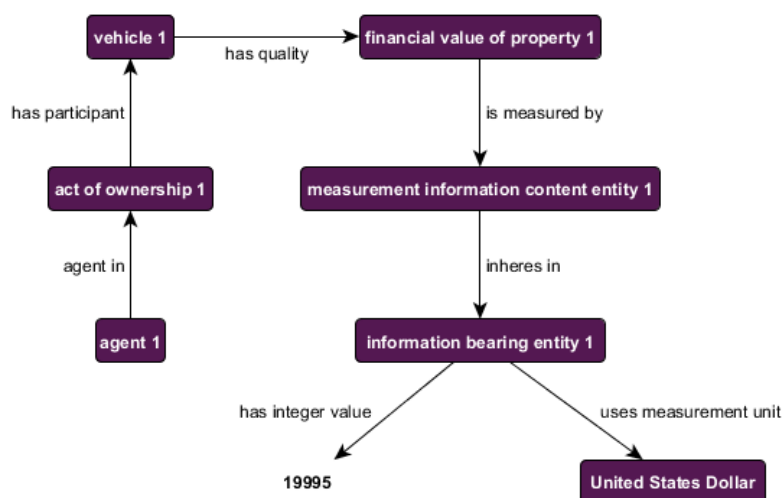 vehicle 1
has quality
financial value of property 1
has participant
is measured by
act of ownership 1
measurement information content entity 1
agent in
inheres in
agent 1
information bearing entity 1
has integer value
uses measurement unit
19995
United States Dollar